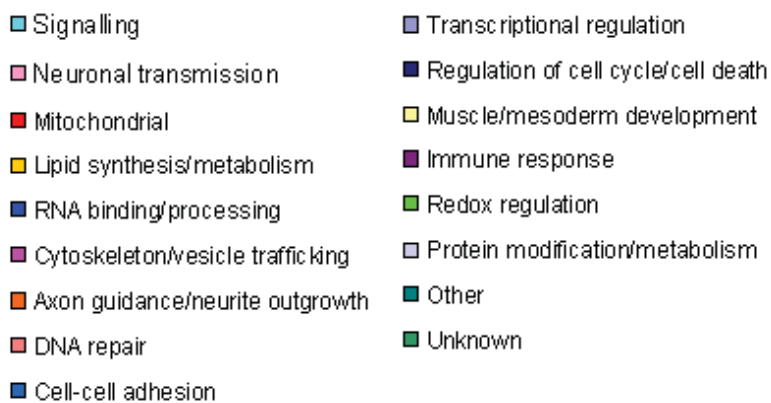 Signalling
Neuronal transmission
Mitochondrial
Lipid synthesis/metabolism
RNA binding/processing
Cytoskeleton/vesicle trafficking
Axon guidance/neurite outgrowth
DNA repair
Cell-cell adhesion
Transcriptional regulation
Regulation of cell cycle/cell death
Muscle/mesoderm development
Immune response
Redox regulation
Protein modification/metabolism
Other
Unknown